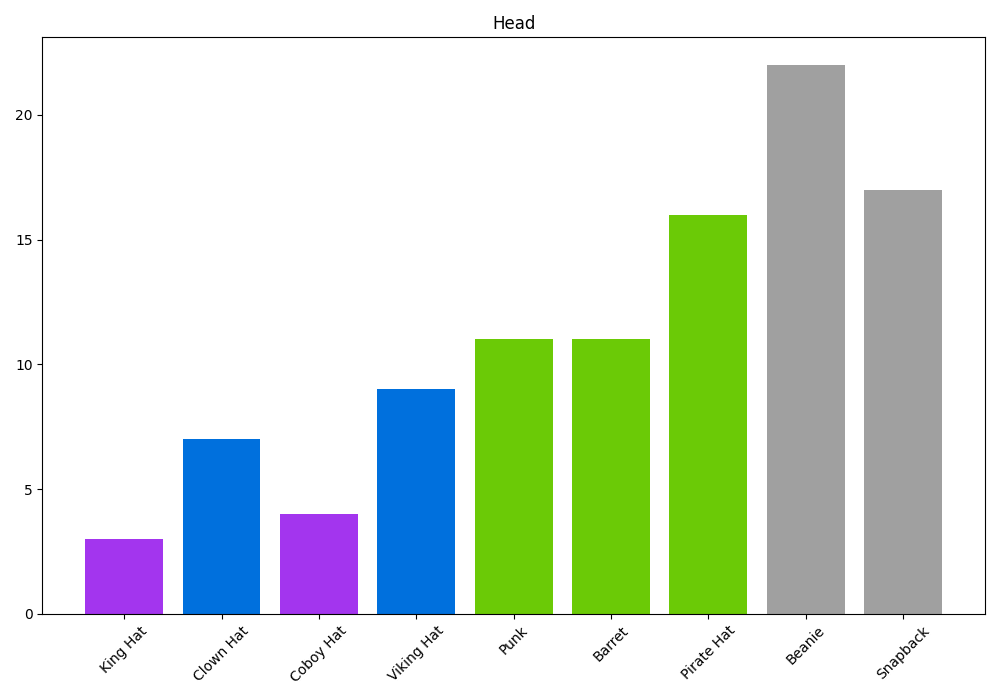 Head
20
15
10
5
0
King Hat
Clown Hat
Coboy Hat
Viking Hat
Punk
Barret
Pirate Hat
Beanie
Snapback